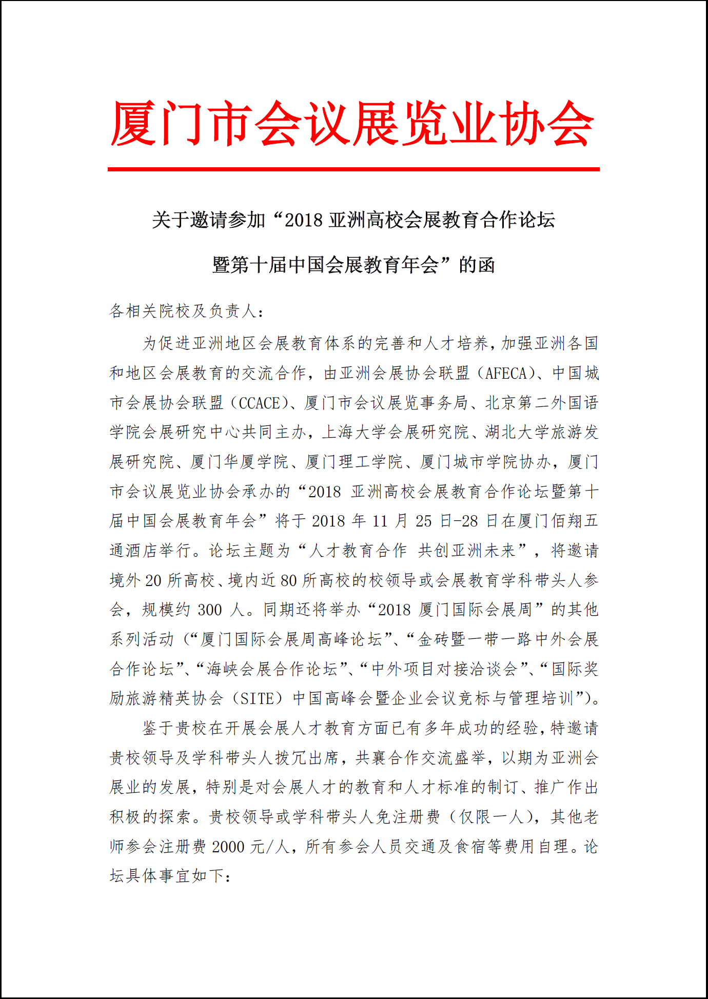 厦门市会议展览业协会
关于邀请参加“2018亚洲高校会展教育合作论坛
暨第十届中国会展教育年会”的函
各相关院校及负责人：
为促进亚洲地区会展教育体系的完善和人才培养，加强亚洲各国
和地区会展教育的交流合作，由亚洲会展协会联盟（AFECA）、中国城
市会展协会联盟（CCACE）、厦门市会议展览事务局、北京第二外国语
学院会展研究中心共同主办，上海大学会展研究院、湖北大学旅游发
展研究院、厦门华厦学院、厦门理工学院、厦门城市学院协办，厦门
市会议展览业协会承办的“2018 亚洲高校会展教育合作论坛暨第十
届中国会展教育年会”将于 2018 年 11 月 25 日-28 日在厦门佰翔五
通酒店举行。论坛主题为“人才教育合作 共创亚洲未来”，将邀请
境外 20 所高校、境内近 80 所高校的校领导或会展教育学科带头人参
会，规模约 300 人。同期还将举办“2018 厦门国际会展周”的其他
系列活动（“厦门国际会展周高峰论坛”、“金砖暨一带一路中外会展
合作论坛”、“海峡会展合作论坛”、“中外项目对接洽谈会”、“国际奖
励旅游精英协会（SITE）中国高峰会暨企业会议竞标与管理培训”）。
鉴于贵校在开展会展人才教育方面已有多年成功的经验，特邀请
贵校领导及学科带头人拨冗出席，共襄合作交流盛举，以期为亚洲会
展业的发展，特别是对会展人才的教育和人才标准的制订、推广作出
积极的探索。贵校领导或学科带头人免注册费（仅限一人），其他老
师参会注册费 2000 元/人，所有参会人员交通及食宿等费用自理。论
坛具体事宜如下：